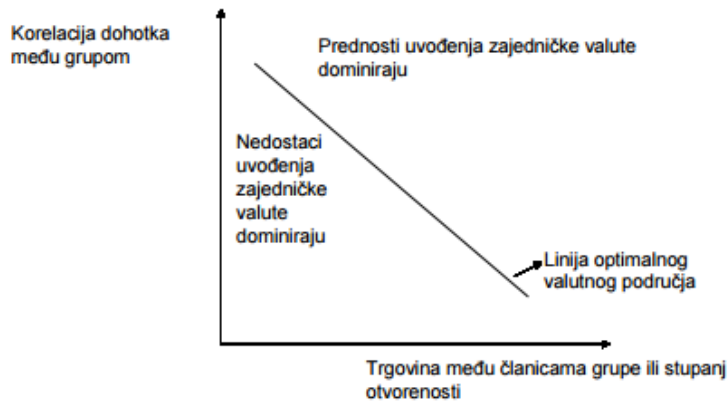 Korelacija dohotka
među grupom
Prednosti uvođenja zajedničke valute
dominiraju
Nedostaci
uvođenja
zajedničke
valute
dominiraju
Linija optimalnog
valutnog područja
Trgovina među članicama grupe ili stupanj
otvorenosti